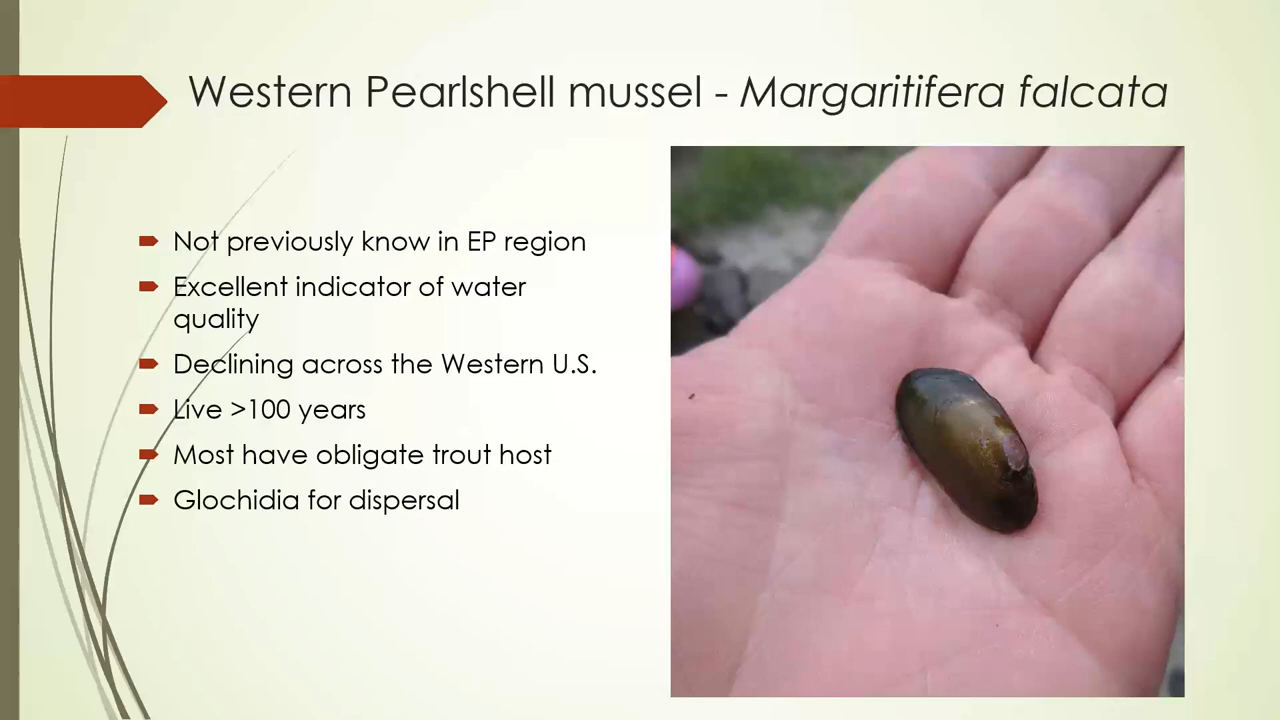 Western Pearlshell mussel - Margaritifera falcata
Not previously know in EP region
Excellent indicator of water
quality
Declining across the Western U.S.
Live >100 years
Most have obligate trout host
Glochidia for dispersal